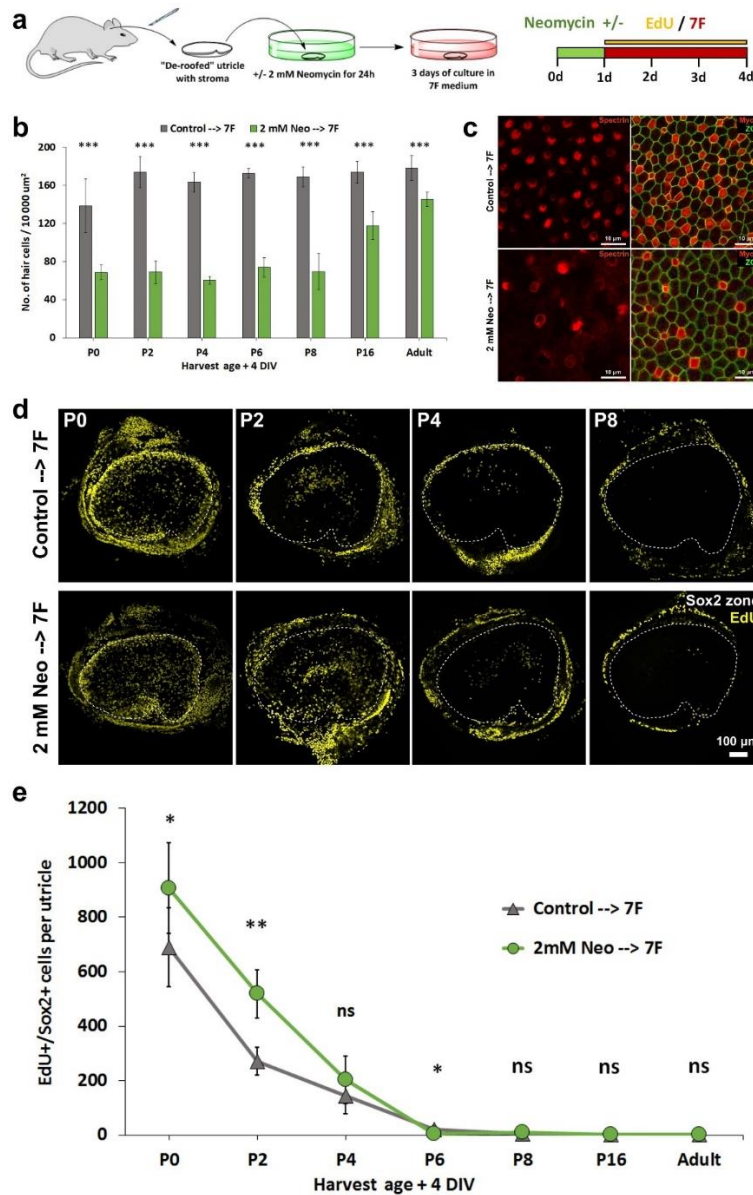 a
"De-roofed" utricle
with stroma
+/- 2 mM Neomycin for 24h
3 days of culture in
7F medium
Neomycin +/-
EdU / 7F
0d 1d 2d 3d 4d
b
Control --> 7F 2 mM Neo --> 7F
*** *** *** *** *** *** ***
200
160
120
80
40
0
No. of hair cells / 10 000 um²
P0 P2 P4 P6 P8 P16 Adult
Harvest age + 4 DIV
c
Control --> 7F
Spectrin
10 µm
10 µm
2 mM Neo --> 7F
Spectrin
10 µm
10 µm
d
Control --> 7F
P0 P2 P4 P8
2 mM Neo --> 7F
Sox2 zone
EdU
100 µm
e
EdU+/Sox2+ cells per utricle
1200
1000
800
600
400
200
0
* ** ns * ns ns ns
Control --> 7F
2mM Neo --> 7F
P0 P2 P4 P6 P8 P16 Adult
Harvest age + 4 DIV